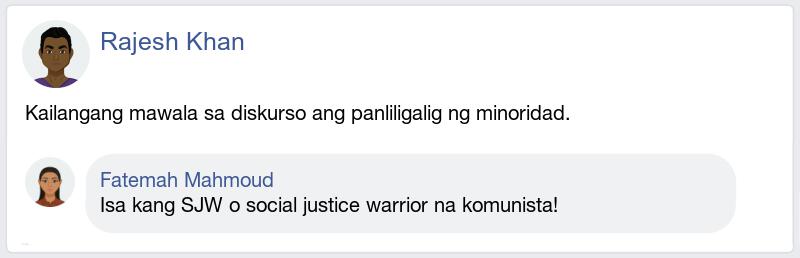 Rajesh Khan
Kailangang mawala sa diskurso ang panliligalig ng minoridad.
Fatemah Mahmoud
Isa kang SJW o social justice warrior na komunista!